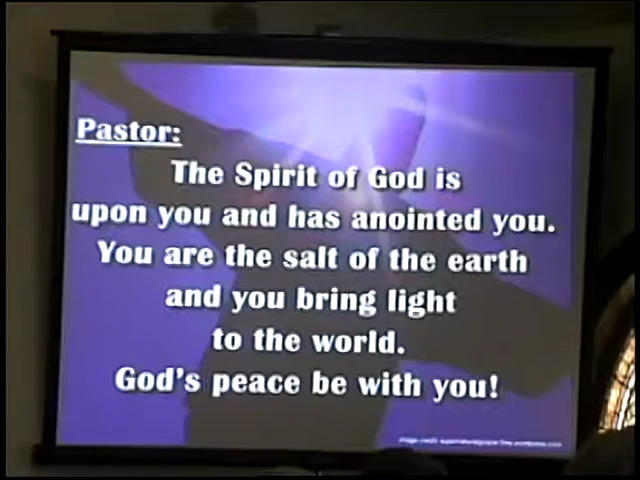 Pastor:
The Spirit of God is
upon you and has anointed you.
You are the salt of the earth
and you bring light
to the world.
God's peace be with you!